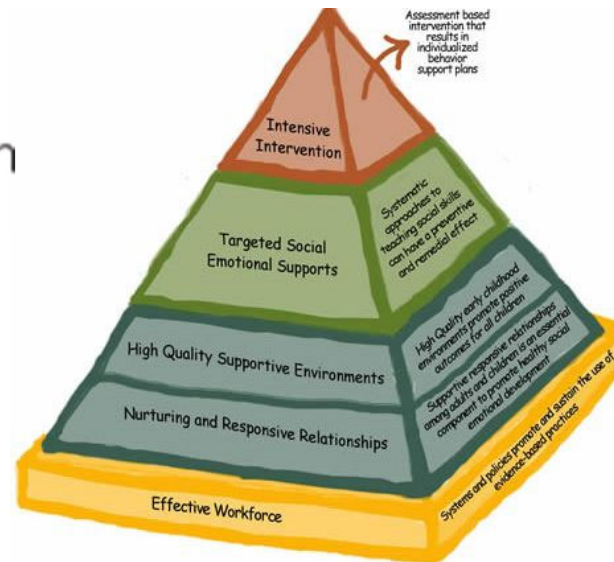 Assessment based
intervention that
results in
individualized
behavior
support plans
Intensive
Intervention
Systematic
approaches to
teaching social skills
can have a preventive
and remedial effect
Targeted Social
Emotional Supports
High Quality early childhood
environments promote positive
outcomes for all children
High Quality Supportive Environments
Supportive responsive relationships
among adults and children is an essential
component to promote healthy social
emotional development
Nurturing and Responsive Relationships
Systems and policies promote and sustain the use of
evidence-based practices
Effective Workforce